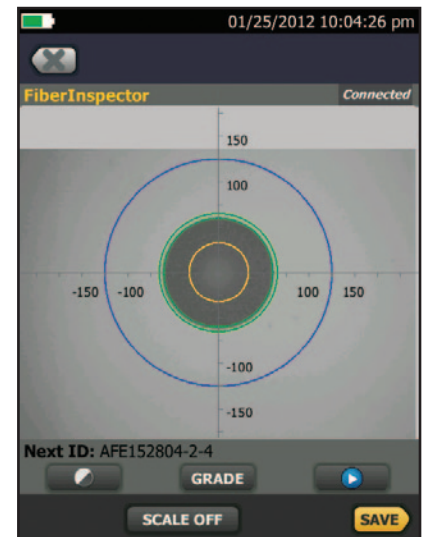 01/25/2012 10:04:26 pm
FiberInspector Connected
150
100
-150 -100 100 150
-100
-150
Next ID: AFE152804-2-4
GRADE
SCALE OFF SAVE